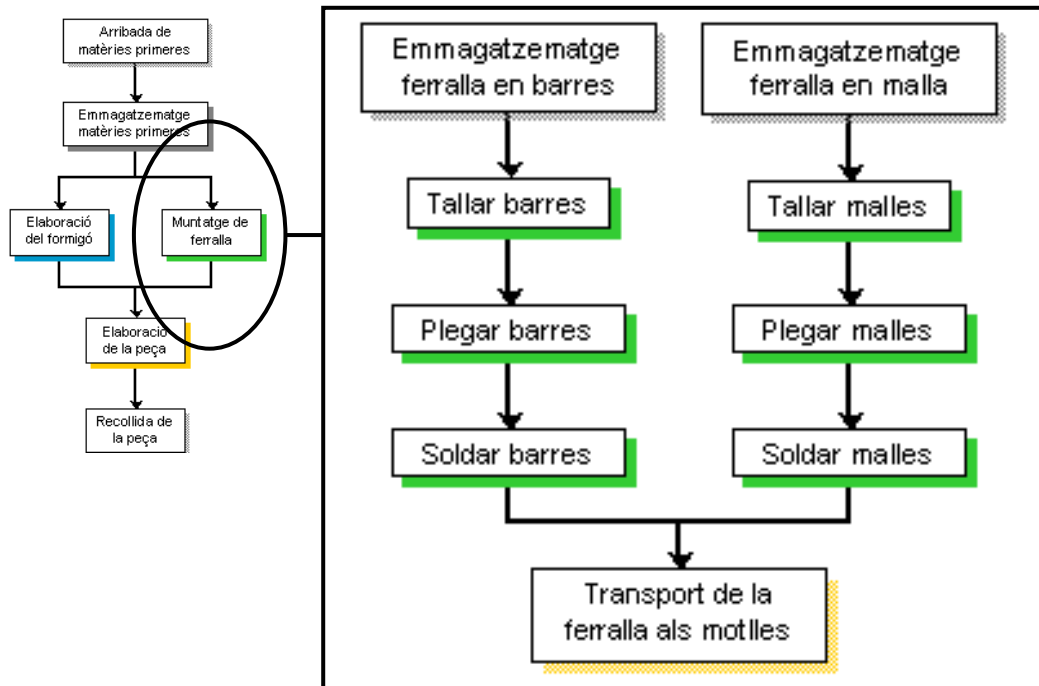 Arribada de
matèries primeres
Emmagatzematge
matèries primeres
Elaboració
del formigó
Muntatge de
ferralla
Elaboració
de la peça
Recollida de
la peça
Emmagatzematge
ferralla en barres
Emmagatzematge
ferralla en malla
Tallar barres
Tallar malles
Plegar barres
Plegar malles
Soldar barres
Soldar malles
Transport de la
ferralla als motlles